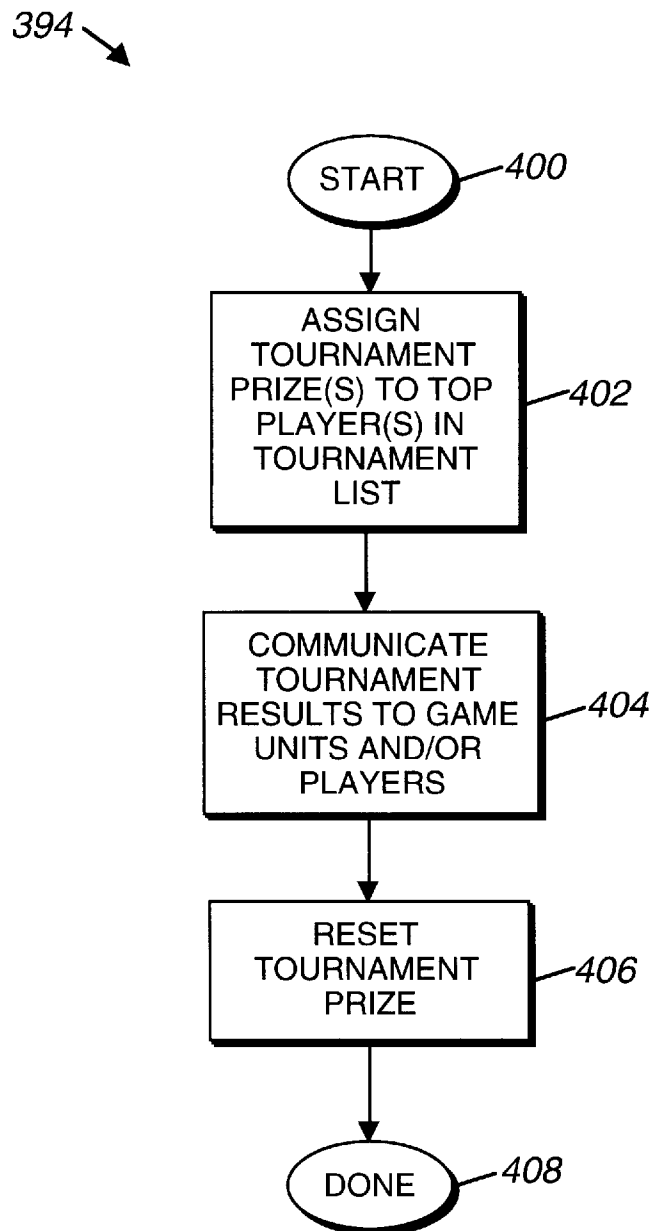 394
START
400
ASSIGN
TOURNAMENT
PRIZE(S) TO TOP
PLAYER(S) IN
TOURNAMENT
LIST
402
COMMUNICATE
TOURNAMENT
RESULTS TO GAME
UNITS AND/OR
PLAYERS
404
RESET
TOURNAMENT
PRIZE
406
DONE
408